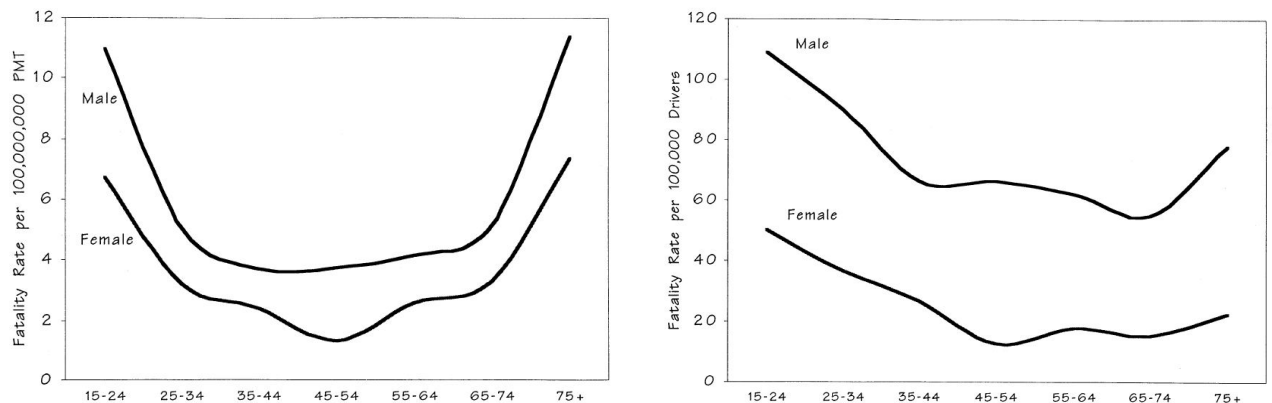 Fatality Rate per 100,000,000 PMT
12
10
8
6
4
2
0
Male
Female
15-24 25-34 35-44 45-54 55-64 65-74 75+
Fatality Rate per 100,000 Drivers
120
100
80
60
40
20
0
Male
Female
15-24 25-34 35-44 45-54 55-64 65-74 75+